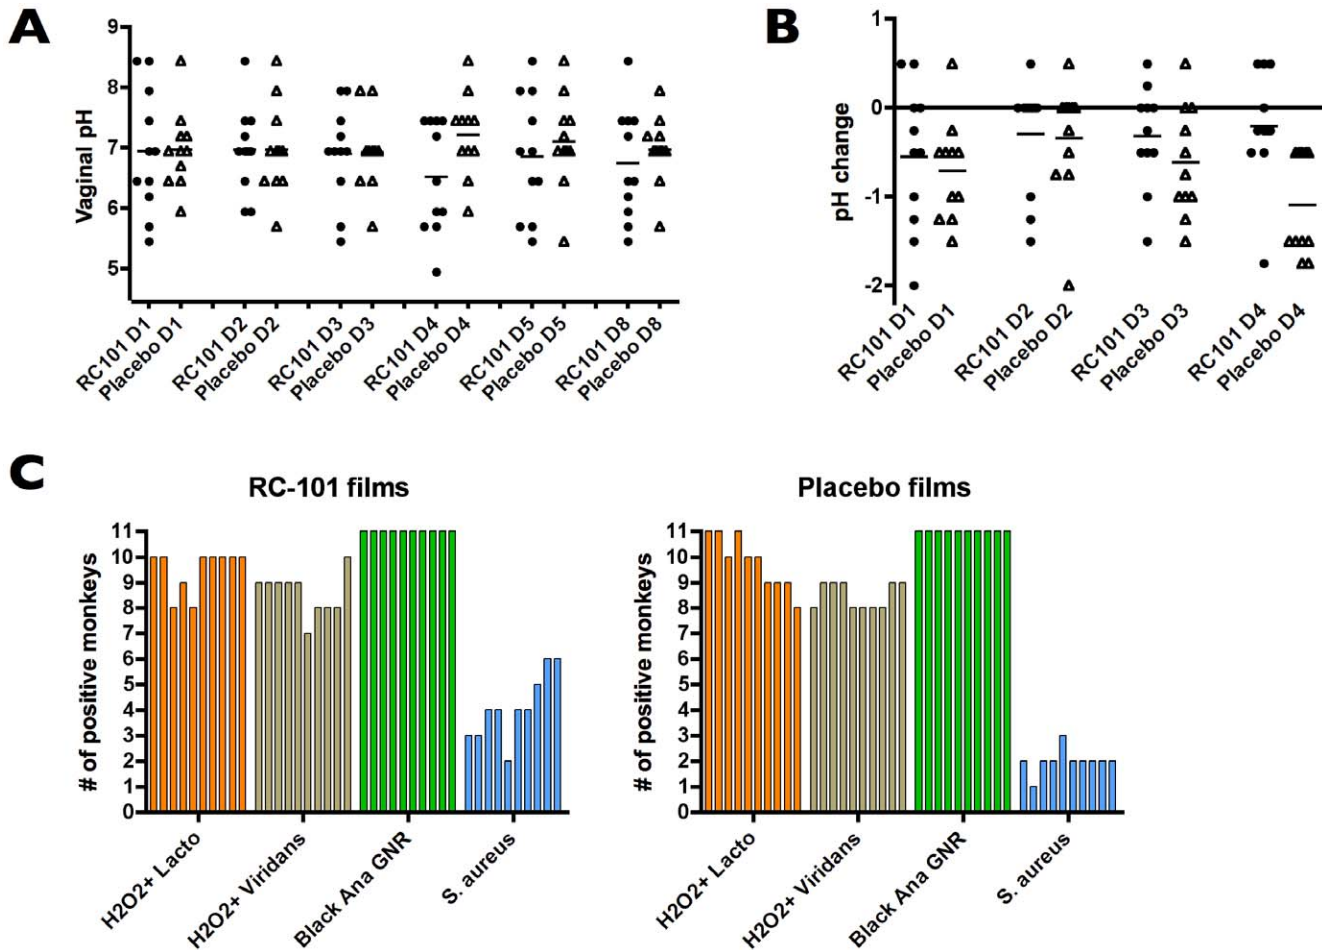 A
9
8
7
6
5
Vaginal pH
RC101 D1
Placebo D1
RC101 D2
Placebo D2
RC101 D3
Placebo D3
RC101 D4
Placebo D4
RC101 D5
Placebo D5
RC101 D8
Placebo D8
B
1
0
-1
-2
pH change
RC101 D1
Placebo D1
RC101 D2
Placebo D2
RC101 D3
Placebo D3
RC101 D4
Placebo D4
C
RC-101 films
11
10
9
8
7
6
5
4
3
2
1
0
# of positive monkeys
H2O2+ Lacto
H2O2+ Viridans
Black Ana GNR
S. aureus
Placebo films
11
10
9
8
7
6
5
4
3
2
1
0
# of positive monkeys
H2O2+ Lacto
H2O2+ Viridans
Black Ana GNR
S. aureus